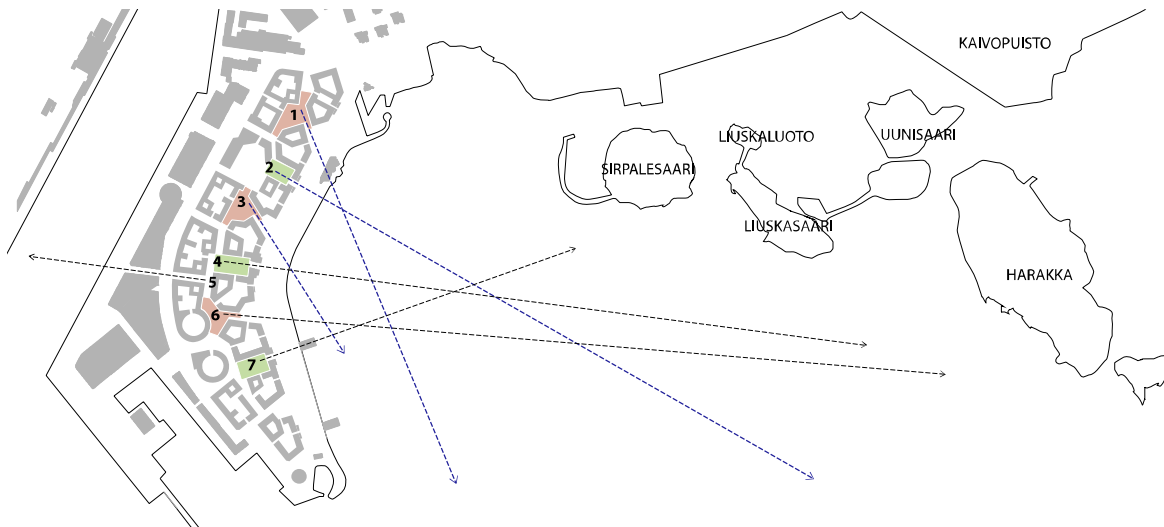 KAIVOPUISTO
1
LIUSKALUOTO
UUNISAARI
2
SIRPALESAARI
3
LIUSKASAARI
4
HARAKKA
5
6
7